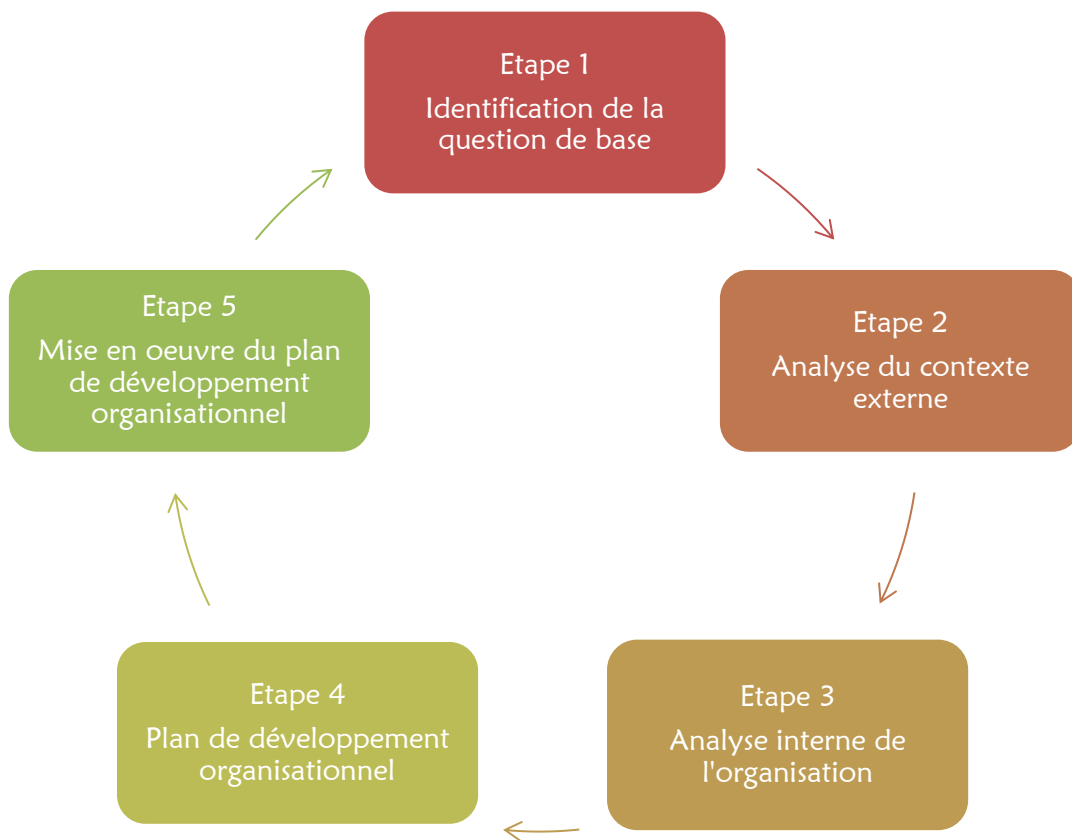 Etape 1
Identification de la
question de base
Etape 2
Analyse du contexte
externe
Etape 3
Analyse interne de
l'organisation
Etape 4
Plan de développement
organisationnel
Etape 5
Mise en oeuvre du plan
de développement
organisationnel